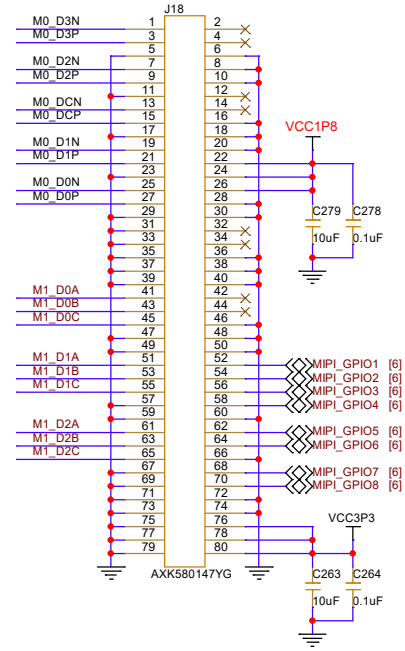 J18
M0_D3N 1 2
M0_D3P 3 4
5 6
M0_D2N 7 8
M0_D2P 9 10
11 12
M0_DCN 13 14
M0_DCP 15 16
17 18
VCC1P8
M0_D1N 19 20
M0_D1P 21 22
23 24
M0_D0N 25 26
M0_D0P 27 28
C279 C278
29 30
31 32
10uF 0.1uF
33 34
35 36
37 38
39 40
M1_D0A 41 42
M1_D0B 43 44
M1_D0C 45 46
47 48
49 50
M1_D1A 51 52 MIPI_GPIO1 [6]
M1_D1B 53 54 MIPI_GPIO2 [6]
M1_D1C 55 56 MIPI_GPIO3 [6]
57 58 MIPI_GPIO4 [6]
59 60
M1_D2A 61 62 MIPI_GPIO5 [6]
M1_D2B 63 64 MIPI_GPIO6 [6]
M1_D2C 65 66
67 68 MIPI_GPIO7 [6]
69 70 MIPI_GPIO8 [6]
71 72
73 74
VCC3P3
75 76
77 78
79 80
AXK580147YG
C263 C264
10uF 0.1uF